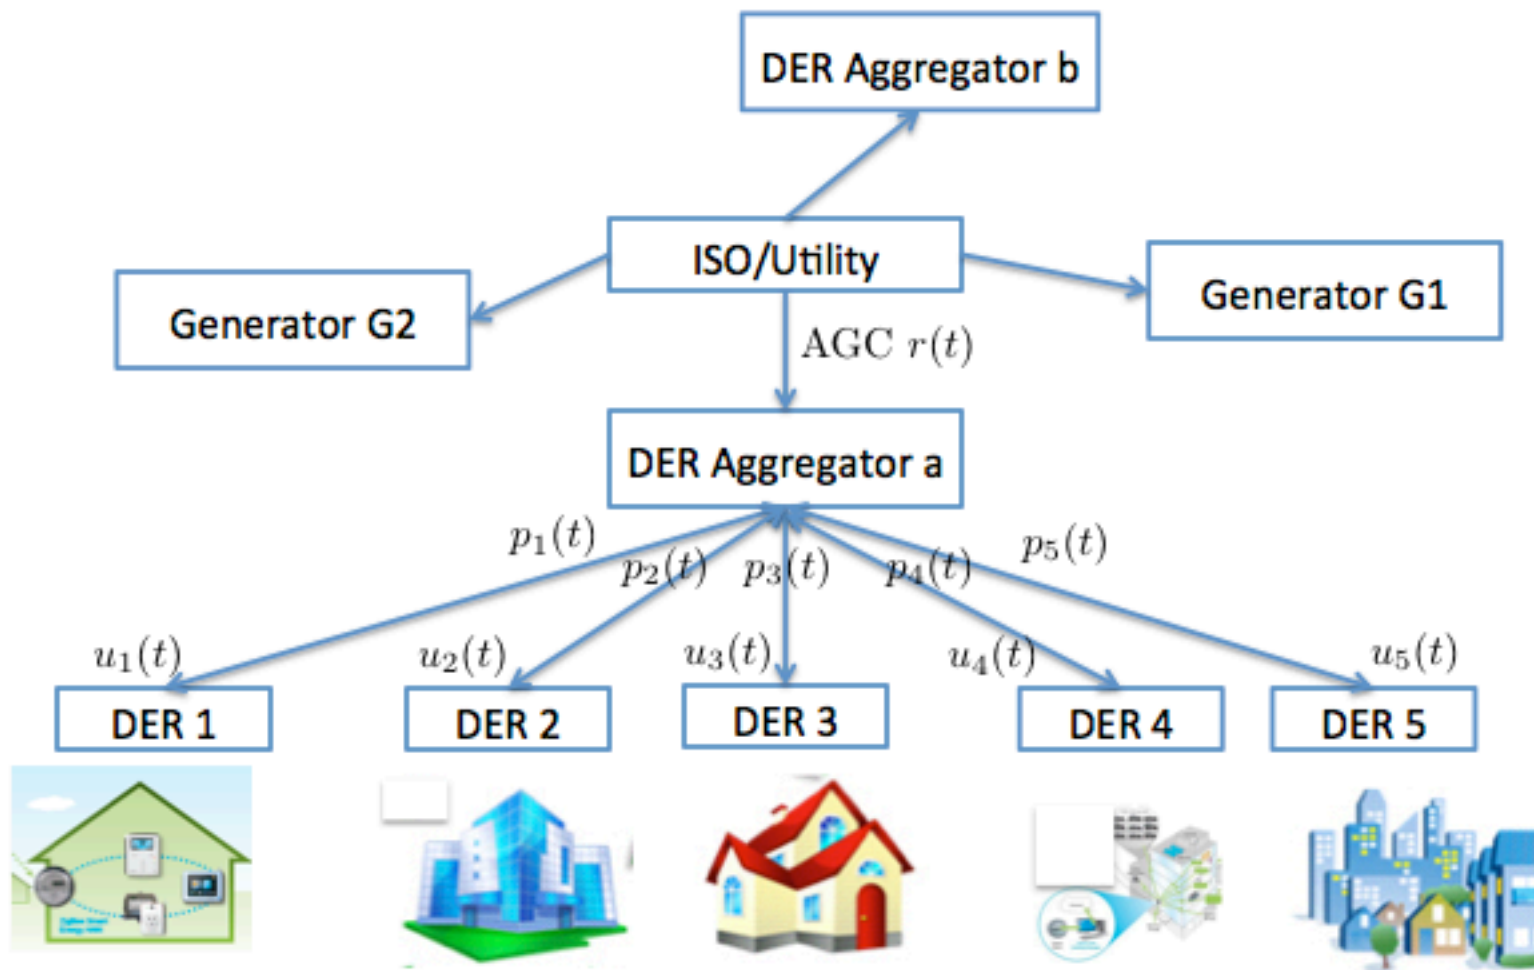 DER Aggregator b
ISO/Utility
Generator G2
Generator G1
AGC r(t)
DER Aggregator a
p₁(t)
p₂(t)
p₃(t)
p₄(t)
p₅(t)
u₁(t)
u₂(t)
u₃(t)
u₄(t)
u₅(t)
DER 1
DER 2
DER 3
DER 4
DER 5